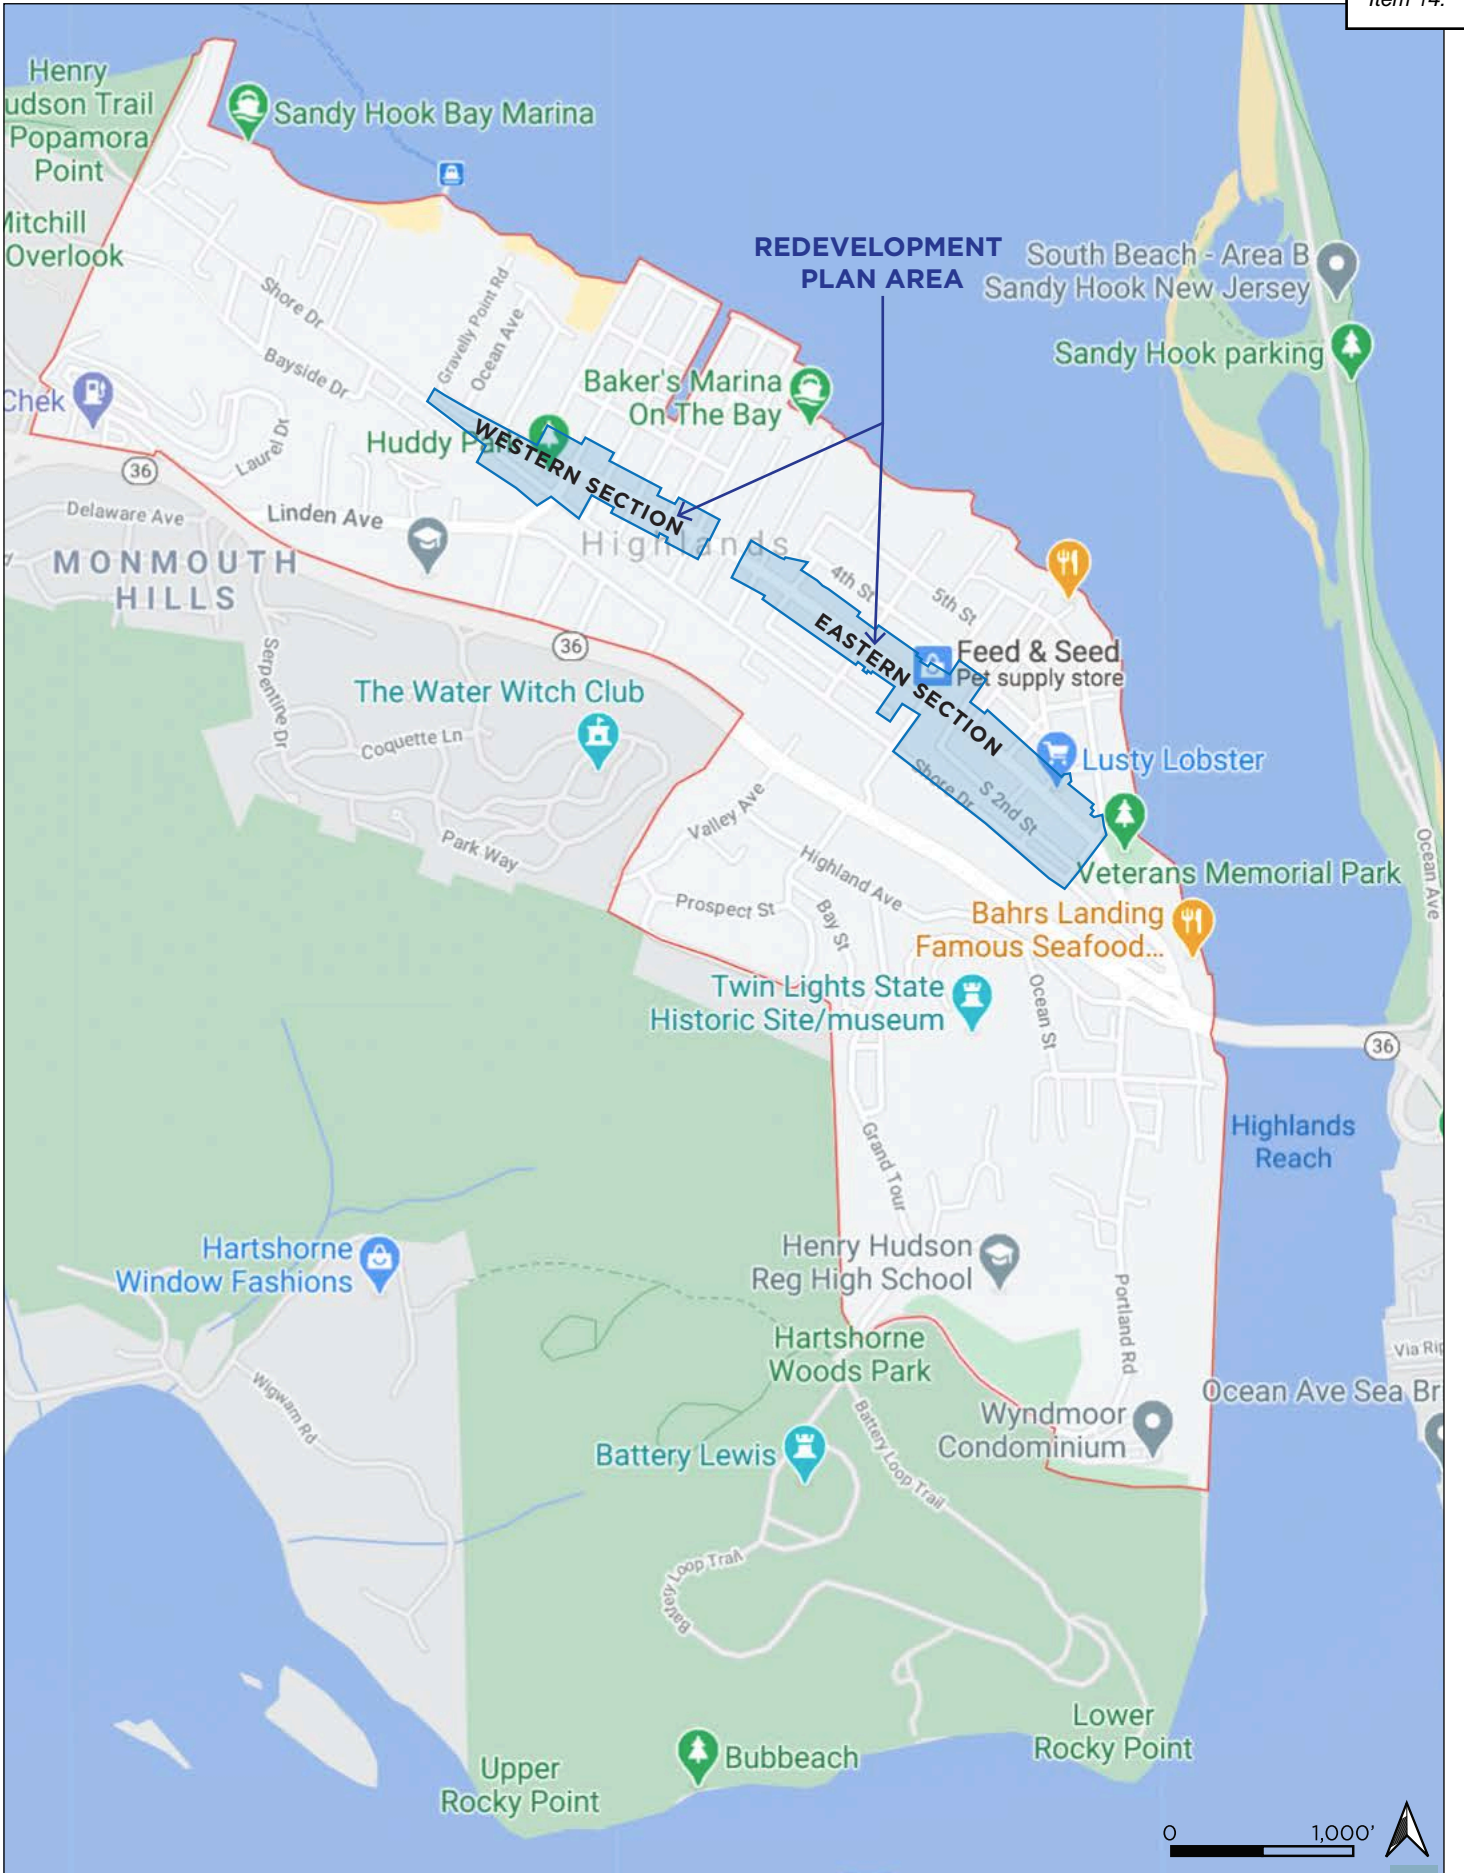 Item 14.
Henry
udson Trail
Popamora
Point
Sandy Hook Bay Marina
Mitchill
Overlook
REDEVELOPMENT
PLAN AREA
South Beach - Area B
Sandy Hook New Jersey
Sandy Hook parking
Shore Dr
Gravelly Point Rd
Ocean Ave
Bayside Dr
Chek
Baker's Marina
On The Bay
Laurel Dr
Huddy Park
WESTERN SECTION
36
Delaware Ave
Linden Ave
Highlands
MONMOUTH
HILLS
4th St
5th St
36
EASTERN SECTION
Feed & Seed
Pet supply store
Serpentine Dr
The Water Witch Club
Coquette Ln
Lusty Lobster
Shore Dr
S 2nd St
Valley Ave
Park Way
Highland Ave
Veterans Memorial Park
Ocean Ave
Prospect St
Bay St
Bahrs Landing
Famous Seafood...
Twin Lights State
Historic Site/museum
Ocean St
36
Highlands
Reach
Grand Tour
Hartshorne
Window Fashions
Henry Hudson
Reg High School
Portland Rd
Hartshorne
Woods Park
Via Rip
Wigwam Rd
Ocean Ave Sea Br
Wyndmoor
Condominium
Battery Lewis
Battery Loop Trail
Battery Loop Trail
Lower
Rocky Point
Bubbeach
Upper
Rocky Point
0 1,000'